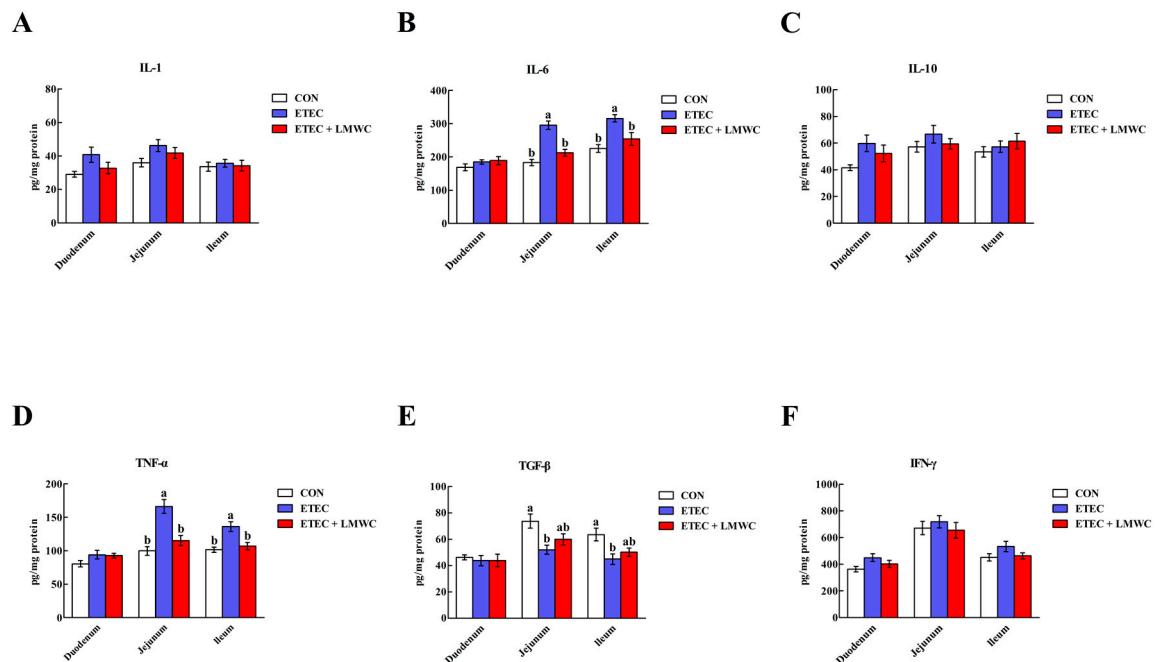 A
IL-1
pg/mg protein
80
60
40
20
0
Duodenum
Jejunum
Ileum
CON
ETEC
ETEC + LMWC
B
IL-6
pg/mg protein
400
300
200
100
0
b
a
b
b
a
b
Duodenum
Jejunum
Ileum
CON
ETEC
ETEC + LMWC
C
IL-10
pg/mg protein
100
80
60
40
20
0
Duodenum
Jejunum
Ileum
CON
ETEC
ETEC + LMWC
D
TNF-α
pg/mg protein
200
150
100
50
0
b
a
b
b
a
b
Duodenum
Jejunum
Ileum
CON
ETEC
ETEC + LMWC
E
TGF-β
pg/mg protein
100
80
60
40
20
0
a
b
ab
a
b
ab
Duodenum
Jejunum
Ileum
CON
ETEC
ETEC + LMWC
F
IFN-γ
pg/mg protein
1000
800
600
400
200
0
Duodenum
Jejunum
Ileum
CON
ETEC
ETEC + LMWC